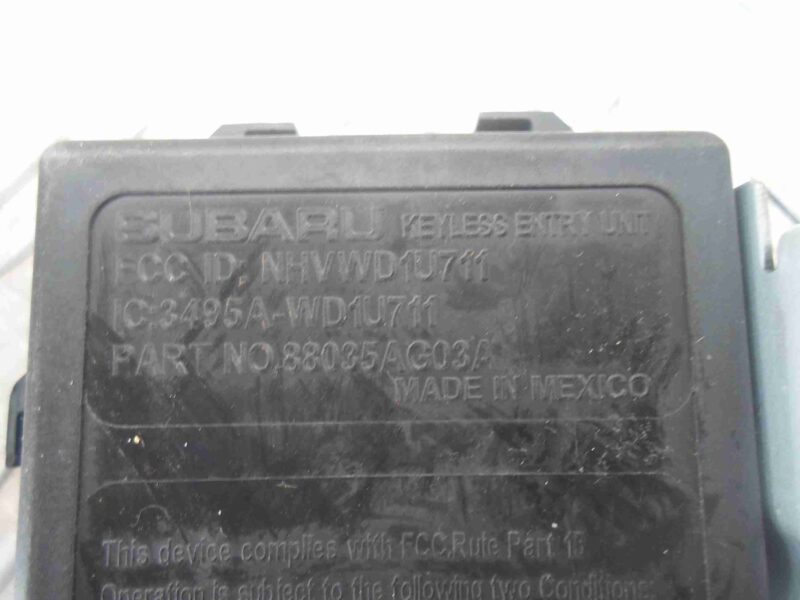 SUBARU KEYLESS ENTRY UNIT
FCC ID: NHVWD1U711
IC:3495A-WD1U711
PART NO.88035AG03A
MADE IN MEXICO
This device complies with FCC.Rute Part 15
Operation is subject to the following two Conditions: